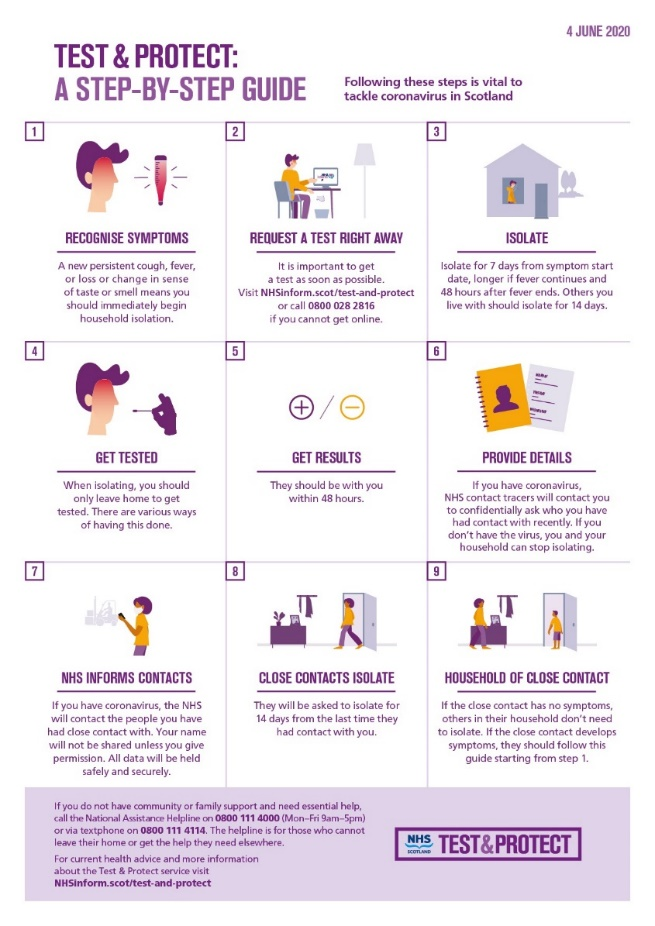 4 JUNE 2020
TEST & PROTECT:
A STEP-BY-STEP GUIDE
Following these steps is vital to
tackle coronavirus in Scotland
1
RECOGNISE SYMPTOMS
A new persistent cough, fever,
or loss or change in sense
of taste or smell means you
should immediately begin
household isolation.
2
REQUEST A TEST RIGHT AWAY
It is important to get
a test as soon as possible.
Visit NHSinform.scot/test-and-protect
or call 0800 028 2816
if you cannot get online.
3
ISOLATE
Isolate for 7 days from symptom start
date, longer if fever continues and
48 hours after fever ends. Others you
live with should isolate for 14 days.
4
GET TESTED
When isolating, you should
only leave home to get
tested. There are various ways
of having this done.
5
GET RESULTS
They should be with you
within 48 hours.
6
PROVIDE DETAILS
If you have coronavirus,
NHS contact tracers will contact you
to confidentially ask who you have
had contact with recently. If you
don't have the virus, you and your
household can stop isolating.
7
NHS INFORMS CONTACTS
If you have coronavirus, the NHS
will contact the people you have
had close contact with. Your name
will not be shared unless you give
permission. All data will be held
safely and securely.
8
CLOSE CONTACTS ISOLATE
They will be asked to isolate for
14 days from the last time they
had contact with you.
9
HOUSEHOLD OF CLOSE CONTACT
If the close contact has no symptoms,
others in their household don't need
to isolate. If the close contact develops
symptoms, they should follow this
guide starting from step 1.
If you do not have community or family support and need essential help,
call the National Assistance Helpline on 0800 111 4000 (Mon–Fri 9am–5pm)
or via textphone on 0800 111 4114. The helpline is for those who cannot
leave their home or get the help they need elsewhere.
For current health advice and more information
about the Test & Protect service visit
NHSinform.scot/test-and-protect
NHS
SCOTLAND
TEST&PROTECT